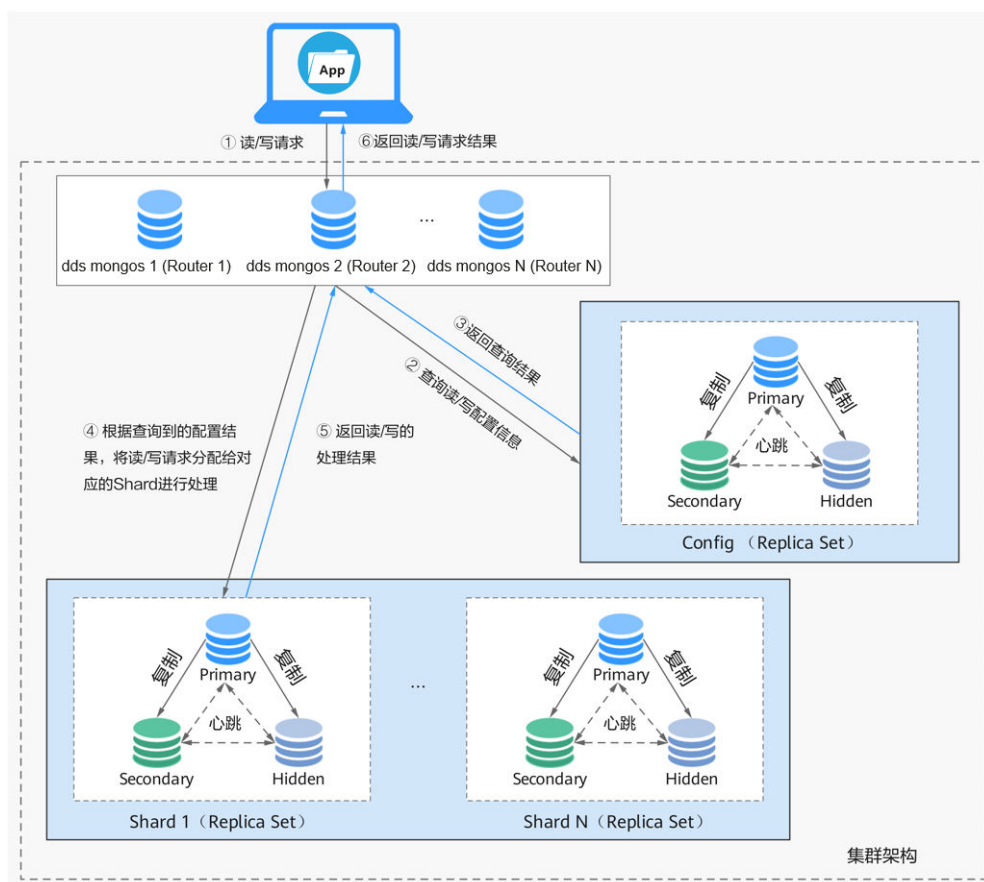 App
① 读/写请求
⑥返回读/写请求结果
...
dds mongos 1 (Router 1)
dds mongos 2 (Router 2)
dds mongos N (Router N)
③返回查询结果
② 查询读/写配置信息
④ 根据查询到的配置结
果，将读/写请求分配给对
应的Shard进行处理
⑤ 返回读/写的
处理结果
复制
复制
Primary
心跳
Secondary
Hidden
Config （Replica Set）
复制
复制
Primary
心跳
Secondary
Hidden
Shard 1（Replica Set）
...
复制
复制
Primary
心跳
Secondary
Hidden
Shard N（Replica Set）
集群架构